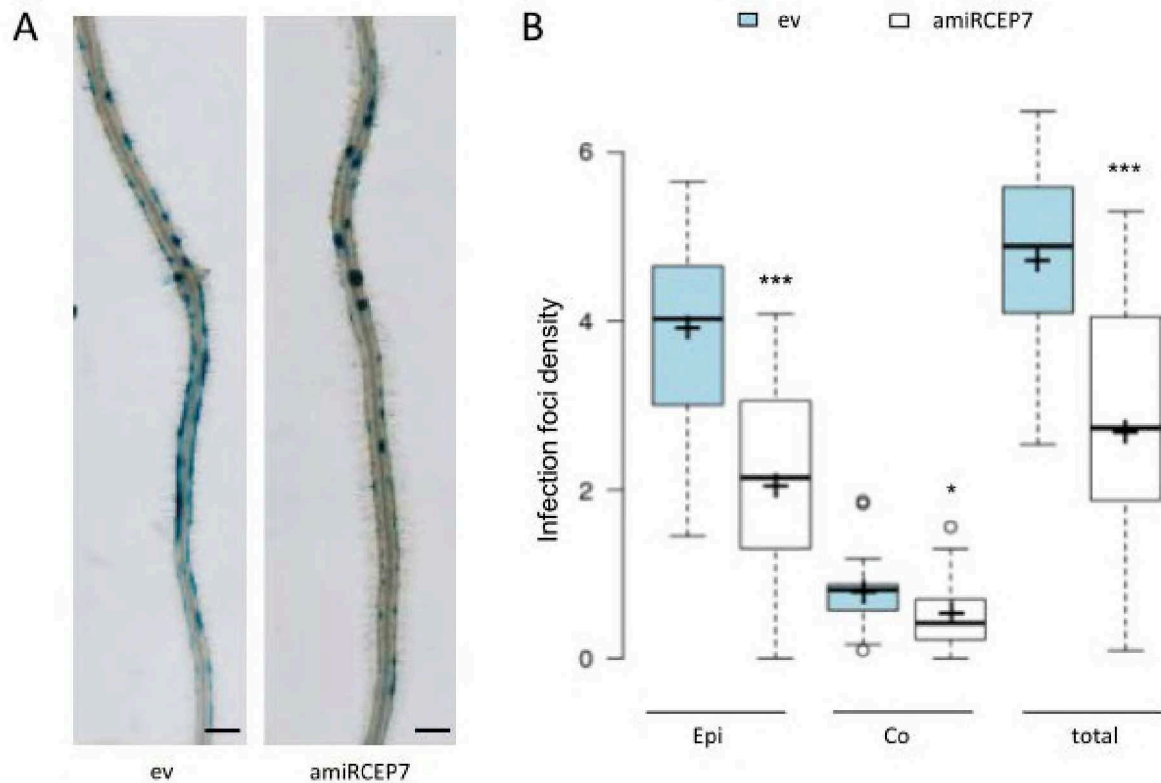 A
B
ev
amiRCEP7
Infection foci density
6
4
2
0
***
*
***
Epi
Co
total
ev
amiRCEP7